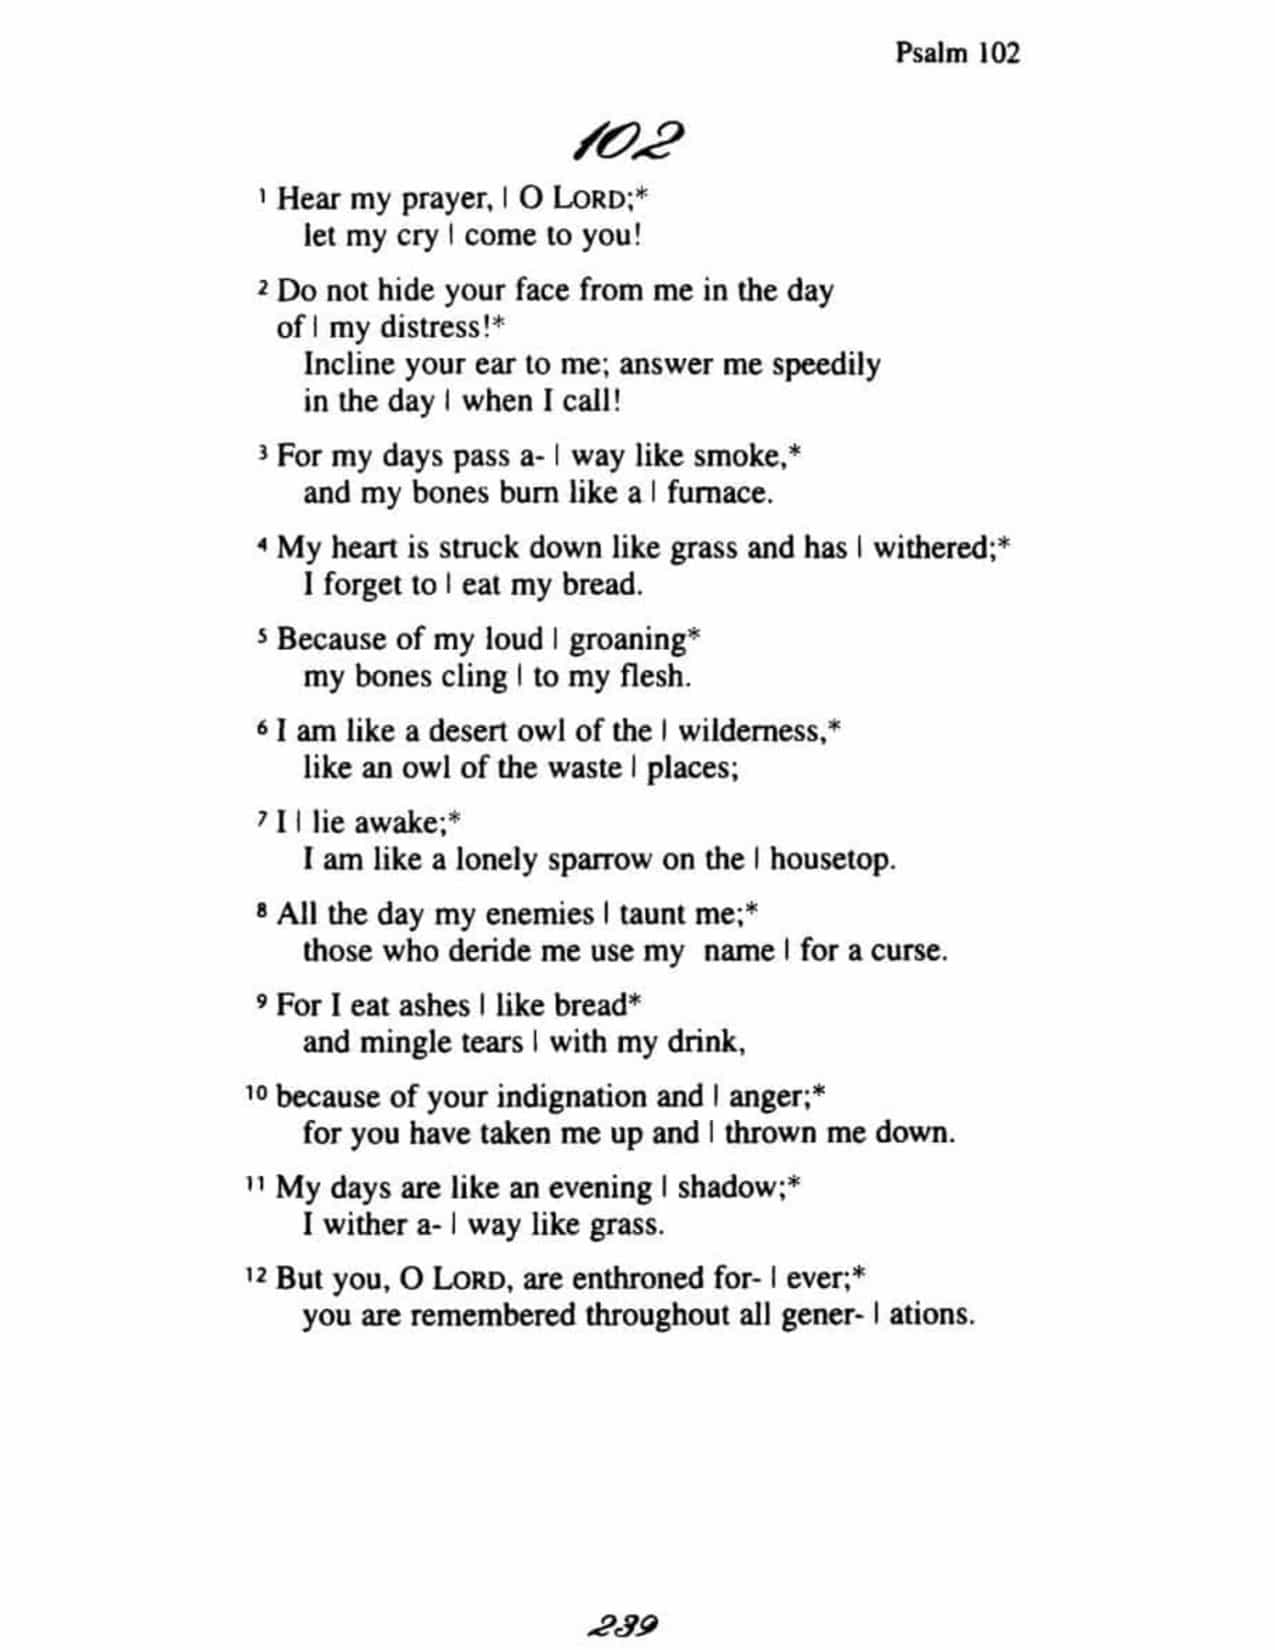 Psalm 102
102
1 Hear my prayer, | O LORD;*
let my cry | come to you!
2 Do not hide your face from me in the day
of | my distress!*
Incline your ear to me; answer me speedily
in the day | when I call!
3 For my days pass a- | way like smoke,*
and my bones burn like a | furnace.
4 My heart is struck down like grass and has | withered;*
I forget to | eat my bread.
5 Because of my loud | groaning*
my bones cling | to my flesh.
6 I am like a desert owl of the | wilderness,*
like an owl of the waste | places;
7 I | lie awake;*
I am like a lonely sparrow on the | housetop.
8 All the day my enemies | taunt me;*
those who deride me use my name | for a curse.
9 For I eat ashes | like bread*
and mingle tears | with my drink,
10 because of your indignation and | anger;*
for you have taken me up and | thrown me down.
11 My days are like an evening | shadow;*
I wither a- | way like grass.
12 But you, O LORD, are enthroned for- | ever;*
you are remembered throughout all gener- | ations.
239